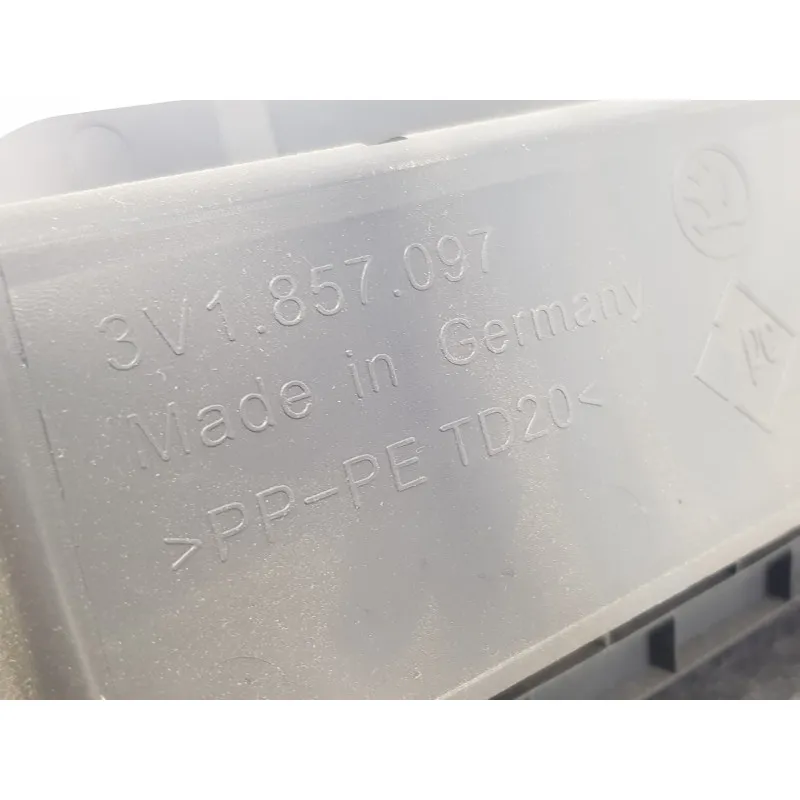 3V1.857.097
Made in Germany
>PP-PE TD20<